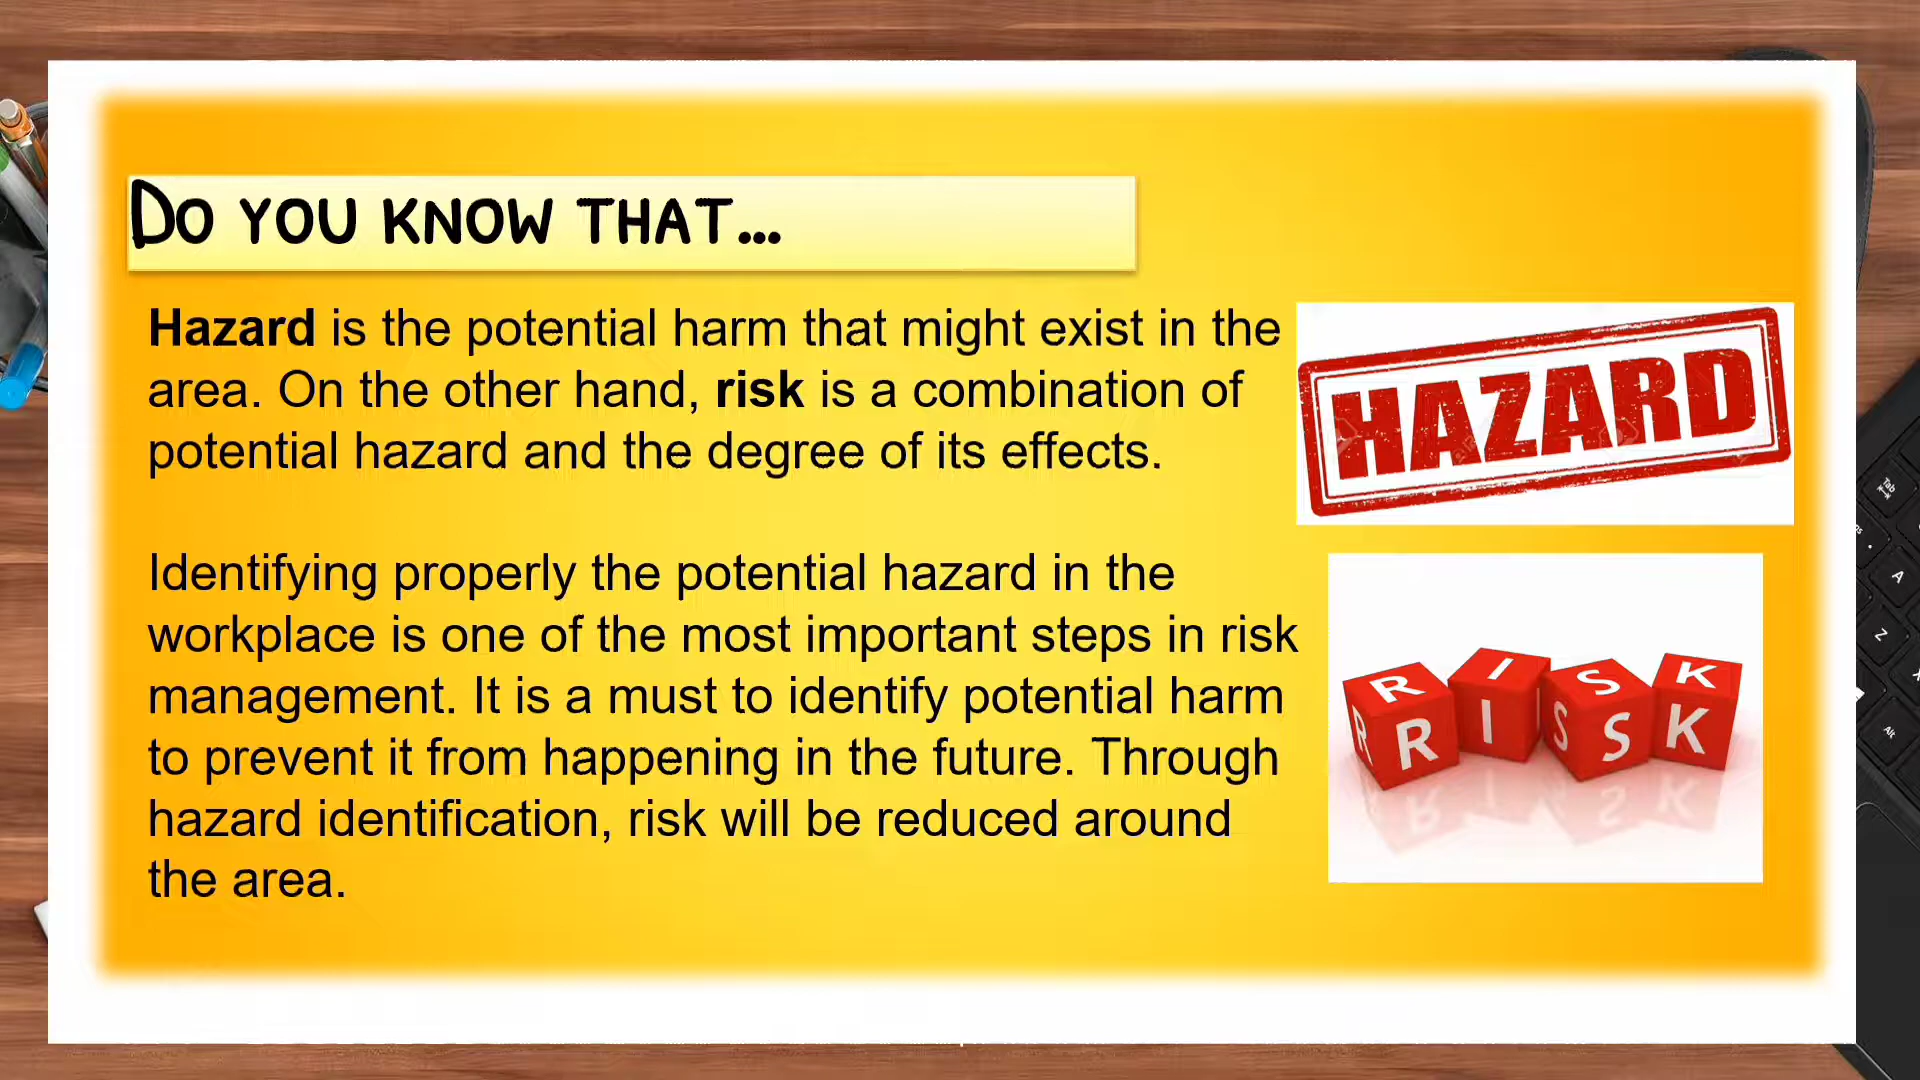 Do you know that...
Hazard is the potential harm that might exist in the
area. On the other hand, risk is a combination of
potential hazard and the degree of its effects.
Identifying properly the potential hazard in the
workplace is one of the most important steps in risk
management. It is a must to identify potential harm
to prevent it from happening in the future. Through
hazard identification, risk will be reduced around
the area.
HAZARD
R I S K
R R I S S K
Tab
A
Z
Alt